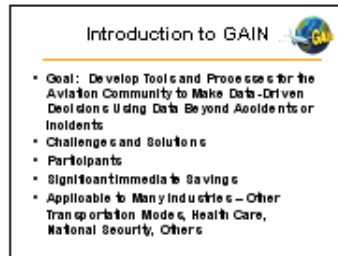 Introduction to GAIN
GAIN
• Goal: Develop Tools and Processes for the
Aviation Community to Make Data-Driven
Decisions Using Data Beyond Accidents or
Incidents
• Challenges and Solutions
• Participants
• Significant Immediate Savings
• Applicable to Many Industries – Other
Transportation Modes, Health Care,
National Security, Others